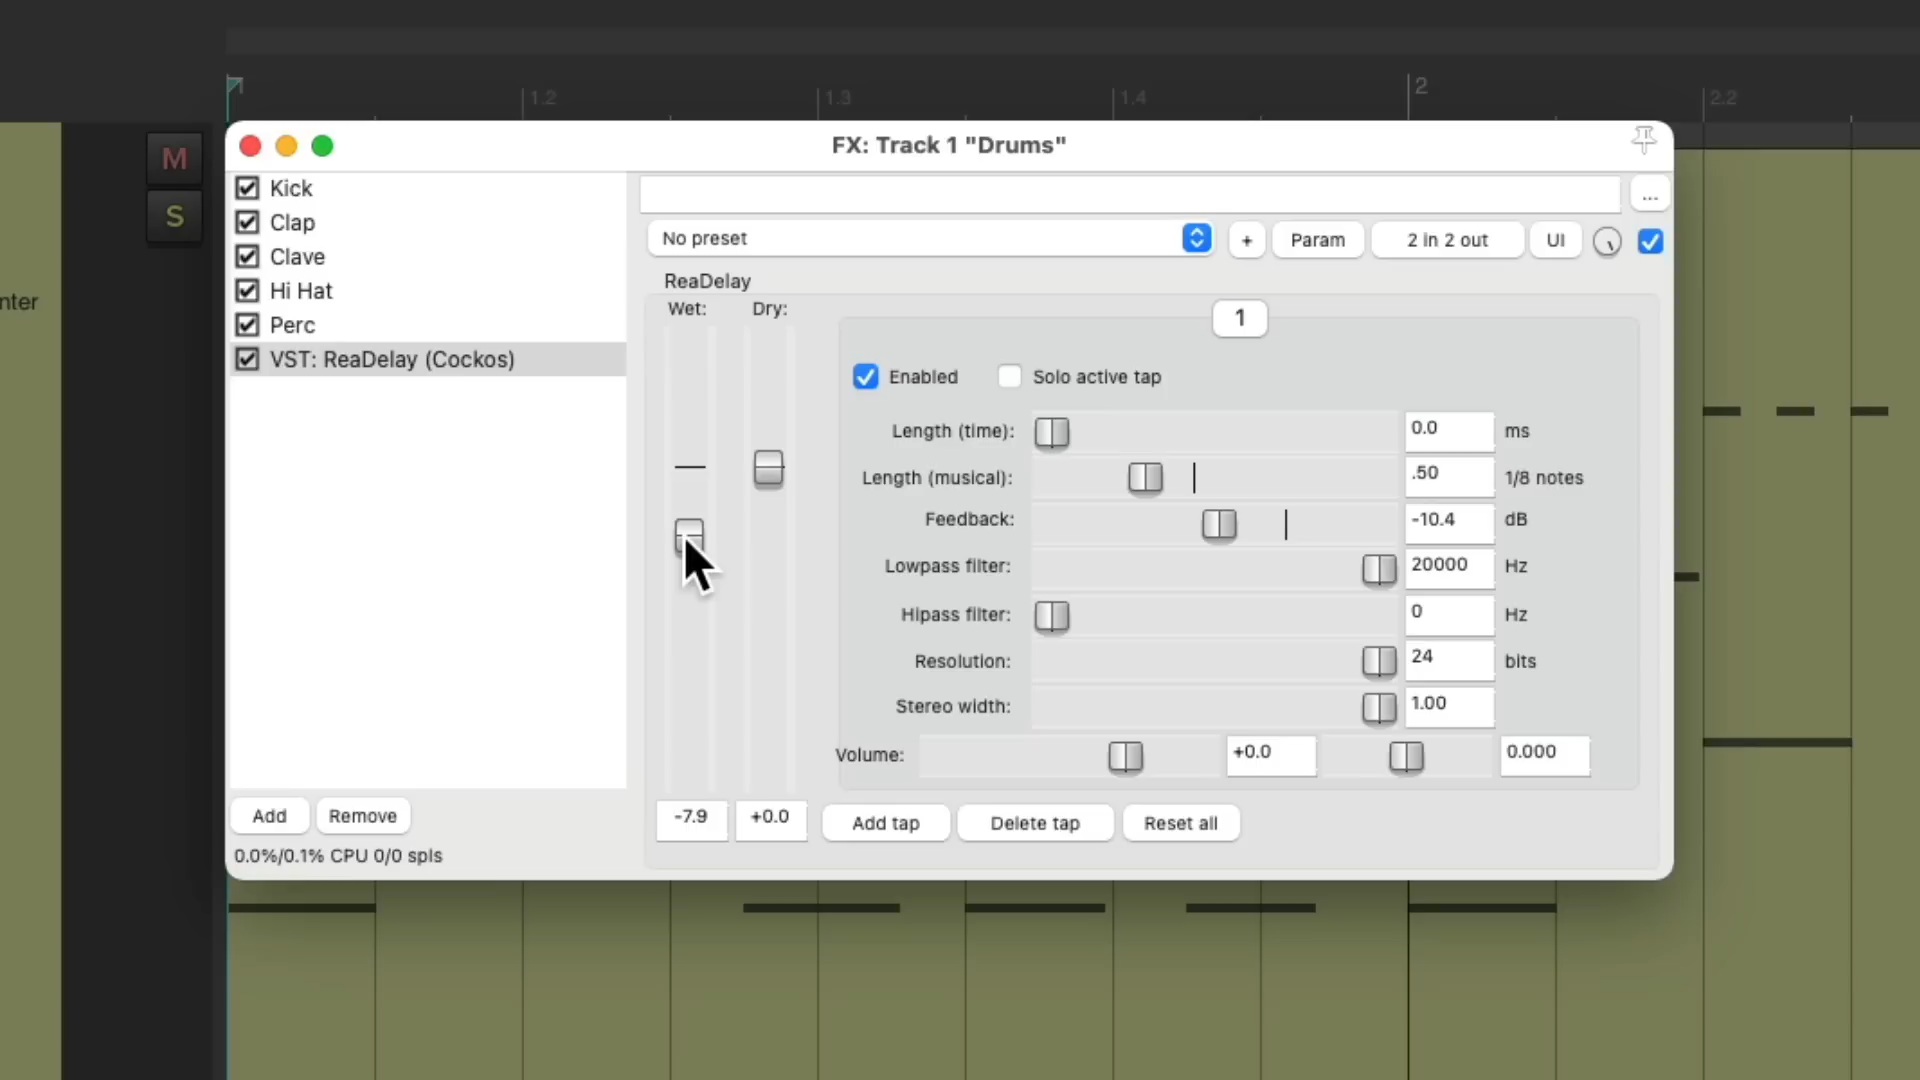 1.2
1.3
1.4
2
2.2
FX: Track 1 "Drums"
M
S
nter
Kick
Clap
Clave
Hi Hat
Perc
VST: ReaDelay (Cockos)
Add
Remove
0.0%/0.1% CPU 0/0 spls
...
No preset
+
Param
2 in 2 out
UI
ReaDelay
Wet:
Dry:
1
Enabled
Solo active tap
Length (time):
0.0
ms
Length (musical):
.50
1/8 notes
Feedback:
-10.4
dB
Lowpass filter:
20000
Hz
Hipass filter:
0
Hz
Resolution:
24
bits
Stereo width:
1.00
Volume:
+0.0
0.000
-7.9
+0.0
Add tap
Delete tap
Reset all